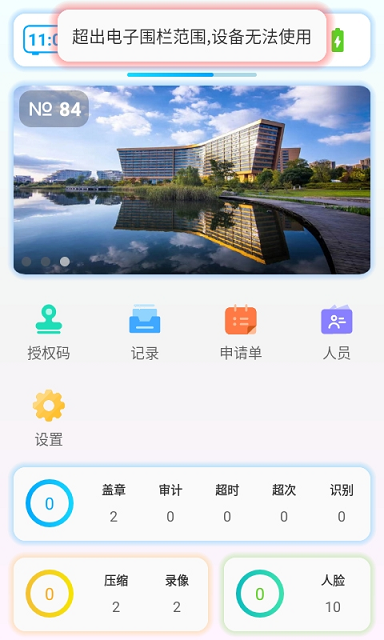 超出电子围栏范围,设备无法使用
11:0
№ 84
授权码 记录 申请单 人员
设置
盖章 审计 超时 超次 识别
0 2 0 0 0 0
压缩 录像
0 2 2
人脸
0 10